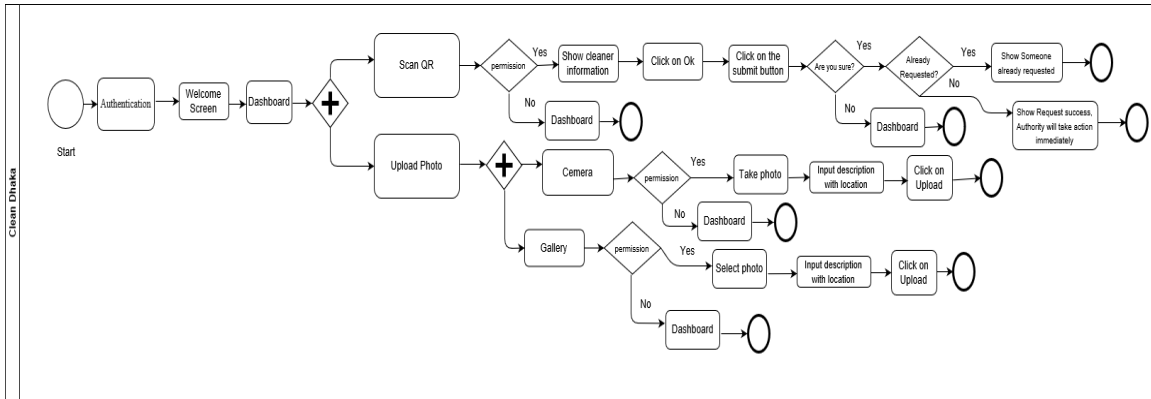 Clean Dhaka
Start
Authentication
Welcome
Screen
Dashboard
Scan QR
permission
Yes
Show cleaner
information
Click on Ok
Click on the
submit button
Are you sure?
Yes
Already
Requested?
Yes
Show Someone
already requested
No
Show Request success,
Authority will take action
immediately
No
Dashboard
No
Dashboard
Upload Photo
Cemera
permission
Yes
Take photo
Input description
with location
Click on
Upload
No
Dashboard
Gallery
permission
Yes
Select photo
Input description
with location
Click on
Upload
No
Dashboard